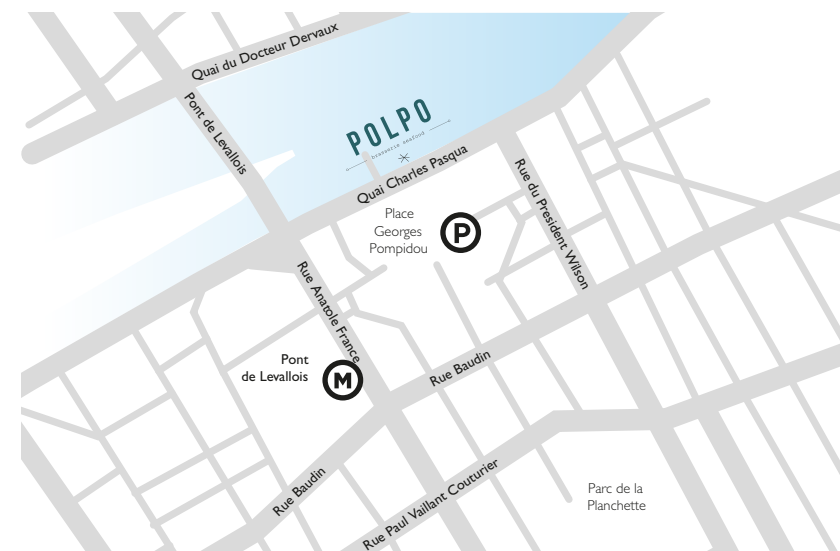 Quai du Docteur Dervaux
Pont de Levallois
POLPO
brasserie seafood
Quai Charles Pasqua
Place
Georges
Pompidou
P
Rue du President Wilson
Rue Anatole France
Pont
de Levallois
M
Rue Baudin
Rue Baudin
Rue Paul Vaillant Couturier
Parc de la
Planchette